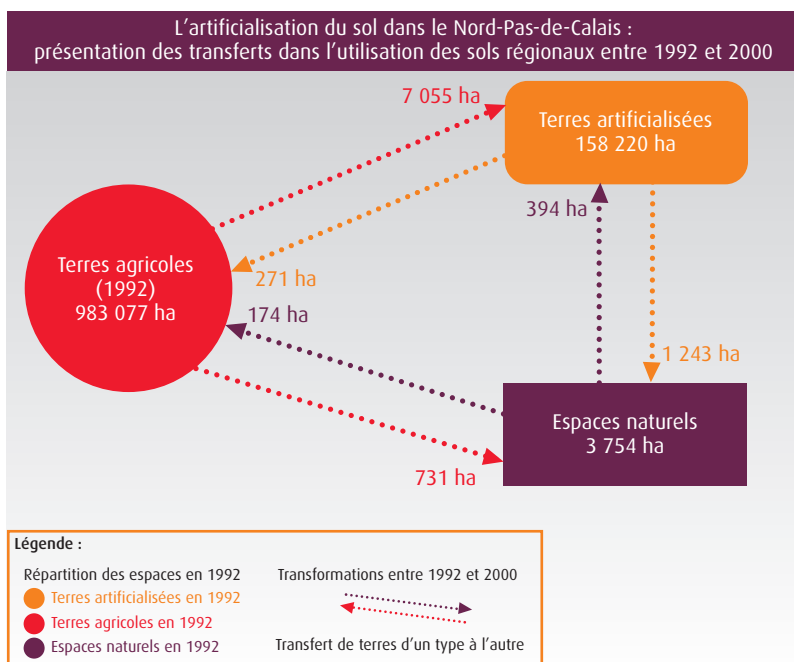 L'artificialisation du sol dans le Nord-Pas-de-Calais :
présentation des transferts dans l'utilisation des sols régionaux entre 1992 et 2000
7 055 ha
Terres artificialisées
158 220 ha
394 ha
Terres agricoles
(1992)
983 077 ha
271 ha
174 ha
1 243 ha
Espaces naturels
3 754 ha
731 ha
Légende :
Répartition des espaces en 1992
Terres artificialisées en 1992
Terres agricoles en 1992
Espaces naturels en 1992
Transformations entre 1992 et 2000
Transfert de terres d'un type à l'autre